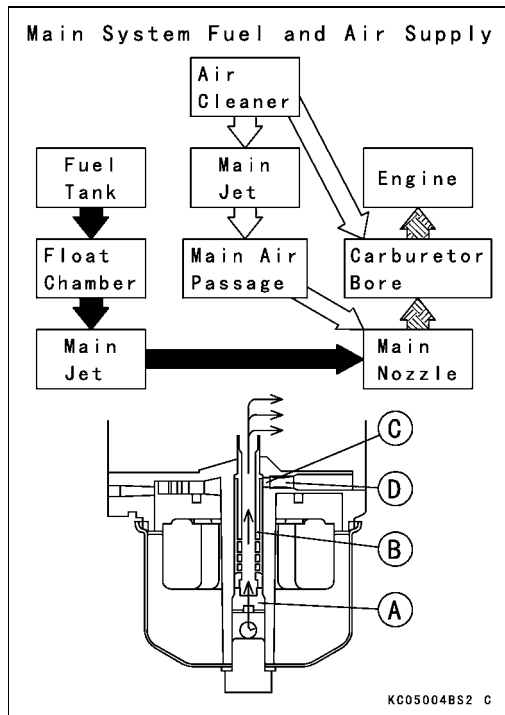 Main System Fuel and Air Supply
Air
Cleaner
Fuel
Tank
Main
Jet
Engine
Float
Chamber
Main Air
Passage
Carburetor
Bore
Main
Jet
Main
Nozzle
C
D
B
A
KC05004BS2 C